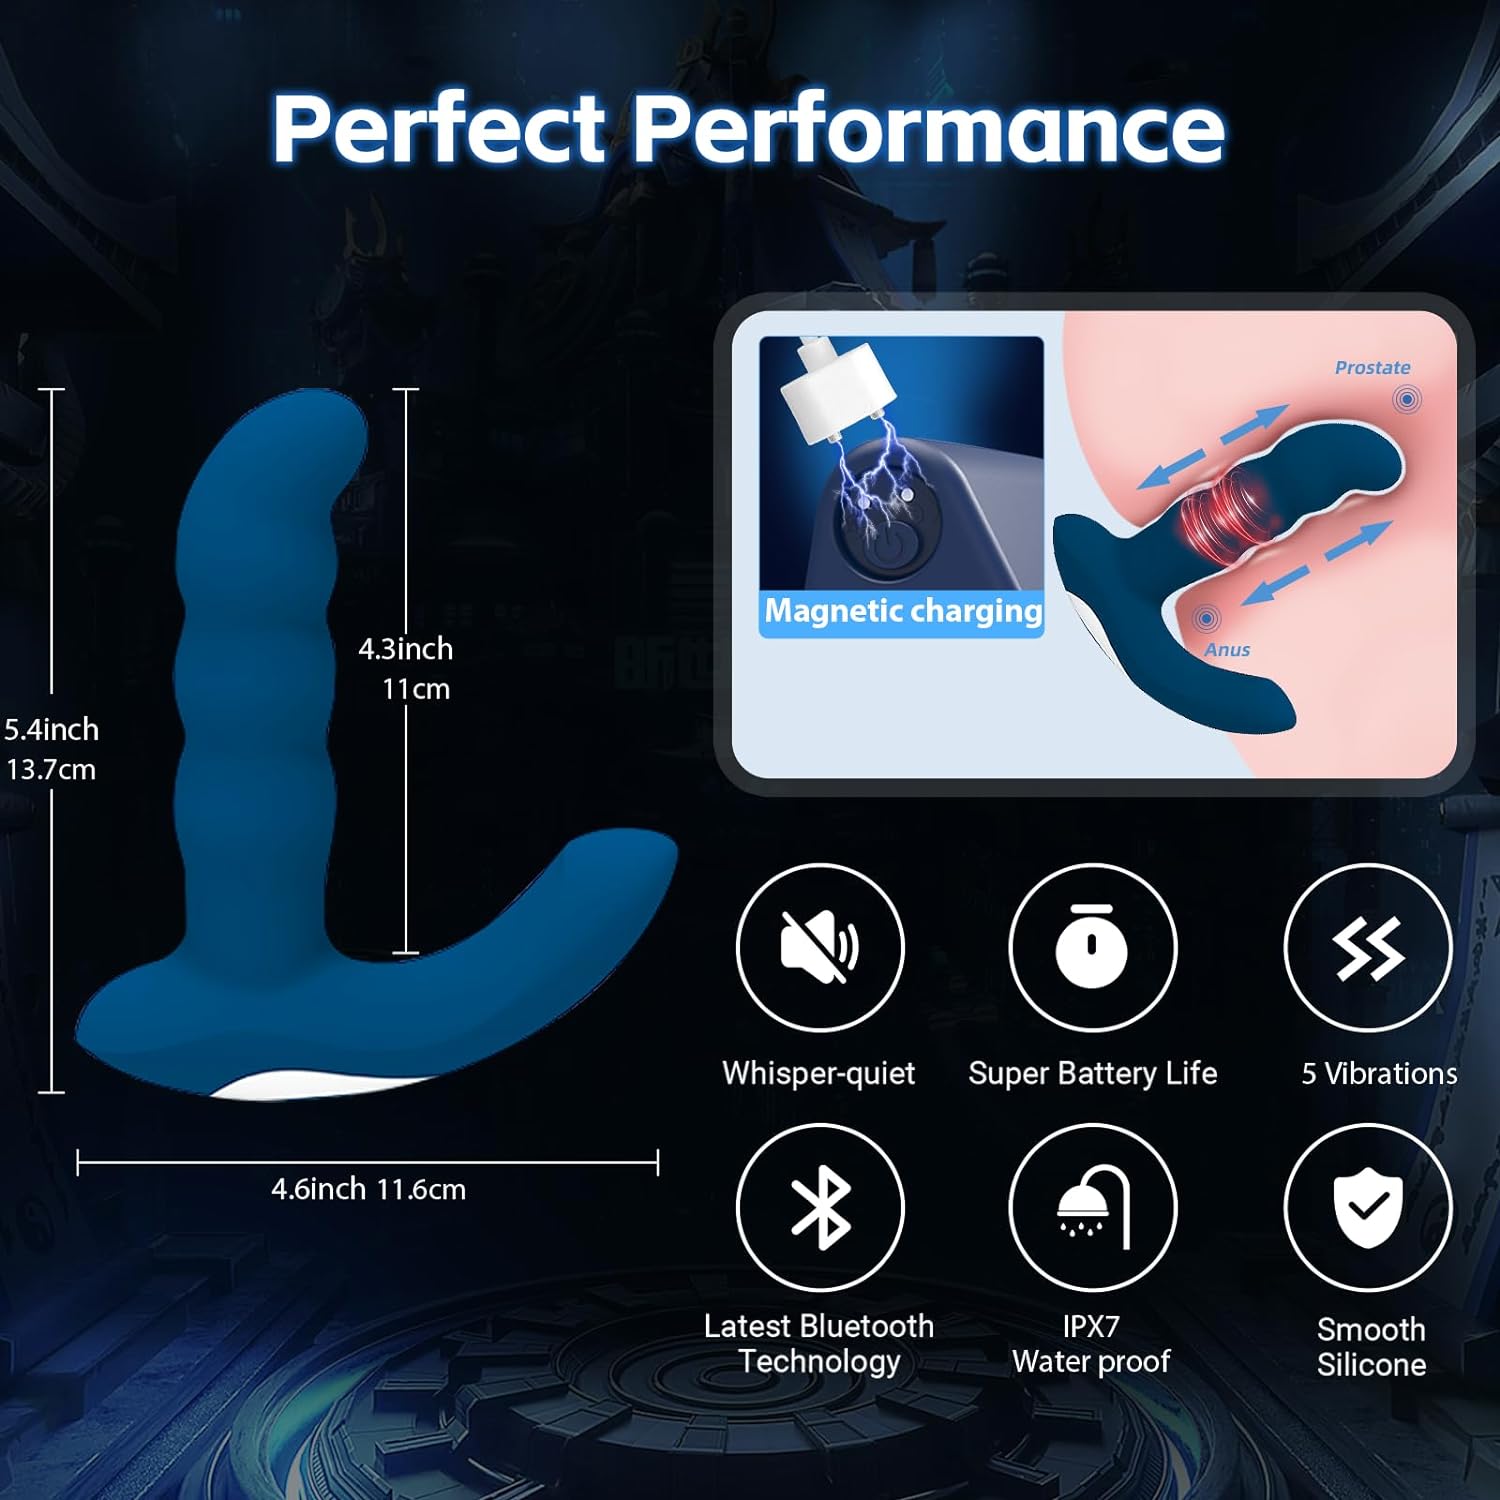 Perfect Performance
Prostate
Magnetic charging
Anus
4.3inch
11cm
5.4inch
13.7cm
4.6inch 11.6cm
Whisper-quiet
Super Battery Life
5 Vibrations
Latest Bluetooth
Technology
IPX7
Water proof
Smooth
Silicone